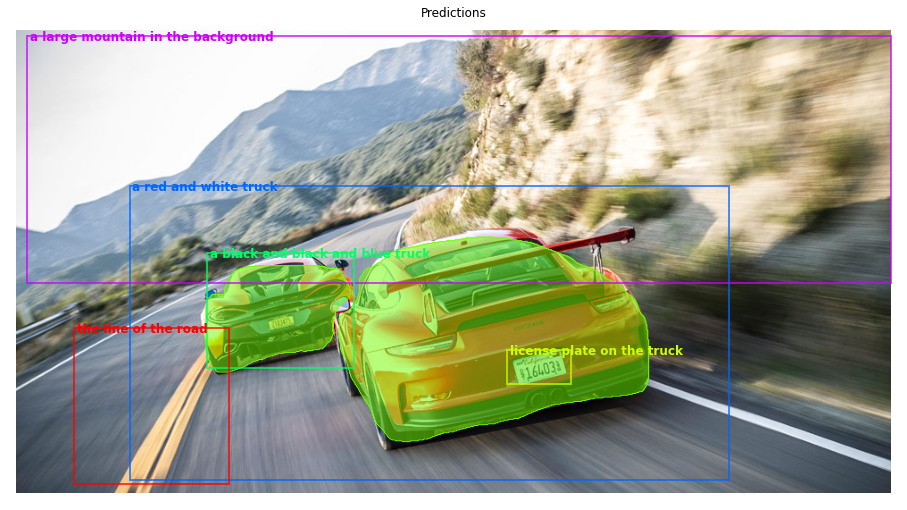 Predictions
a large mountain in the background
a red and white truck
a black and black and blue truck
the line of the road
license plate on the truck
16403